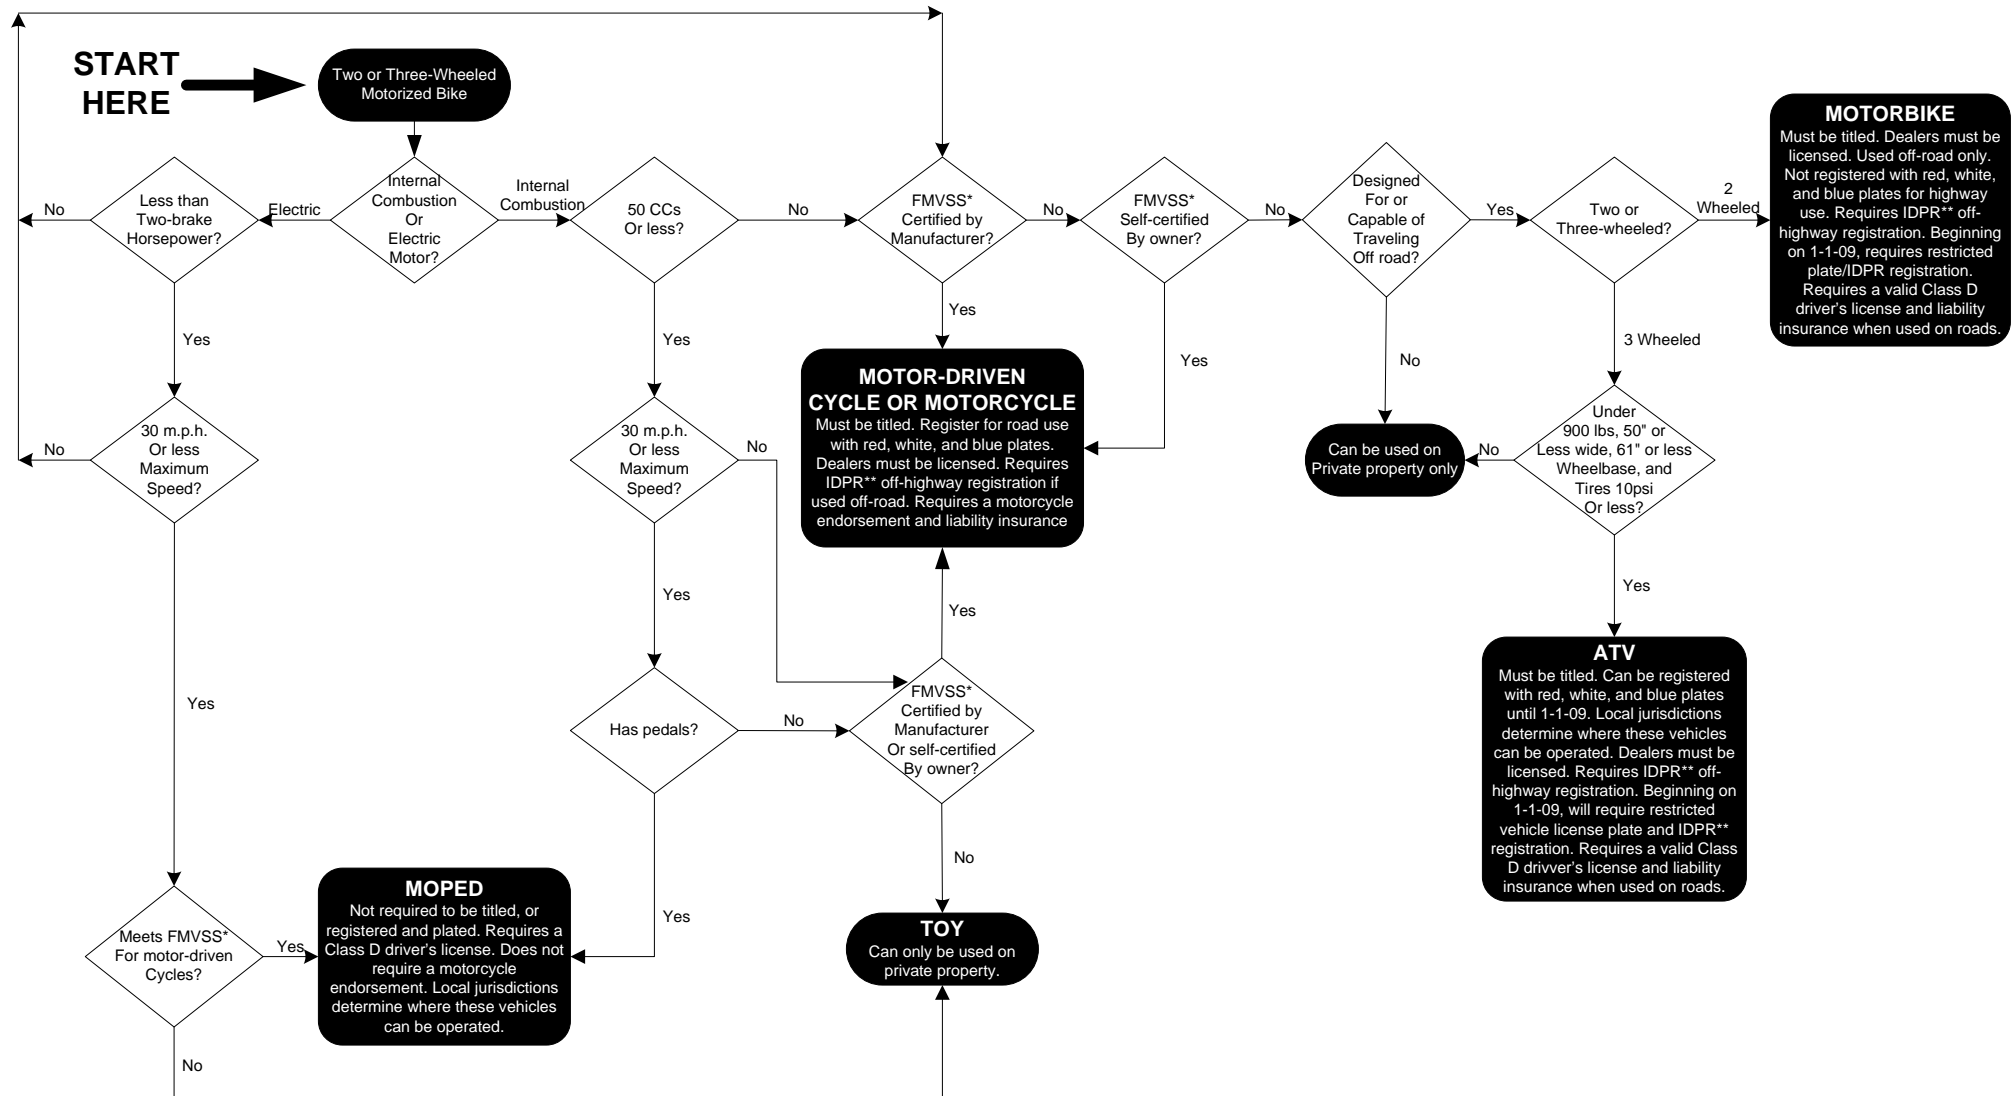 START
HERE
Two or Three-Wheeled
Motorized Bike
Internal
Combustion
Or
Electric
Motor?
Electric
Less than
Two-brake
Horsepower?
No
Yes
30 m.p.h.
Or less
Maximum
Speed?
No
Yes
Meets FMVSS*
For motor-driven
Cycles?
Yes
No
Internal
Combustion
50 CCs
Or less?
No
Yes
30 m.p.h.
Or less
Maximum
Speed?
No
Yes
Has pedals?
No
Yes
MOPED
Not required to be titled, or
registered and plated. Requires a
Class D driver's license. Does not
require a motorcycle
endorsement. Local jurisdictions
determine where these vehicles
can be operated.
FMVSS*
Certified by
Manufacturer?
No
Yes
MOTOR-DRIVEN
CYCLE OR MOTORCYCLE
Must be titled. Register for road use
with red, white, and blue plates.
Dealers must be licensed. Requires
IDPR** off-highway registration if
used off-road. Requires a motorcycle
endorsement and liability insurance
Yes
FMVSS*
Certified by
Manufacturer
Or self-certified
By owner?
No
TOY
Can only be used on
private property.
FMVSS*
Self-certified
By owner?
No
Yes
Designed
For or
Capable of
Traveling
Off road?
Yes
No
Can be used on
Private property only
Two or
Three-wheeled?
2
Wheeled
3 Wheeled
MOTORBIKE
Must be titled. Dealers must be
licensed. Used off-road only.
Not registered with red, white,
and blue plates for highway
use. Requires IDPR** off-
highway registration. Beginning
on 1-1-09, requires restricted
plate/IDPR registration.
Requires a valid Class D
driver's license and liability
insurance when used on roads.
Under
900 lbs, 50" or
Less wide, 61" or less
Wheelbase, and
Tires 10psi
Or less?
No
Yes
ATV
Must be titled. Can be registered
with red, white, and blue plates
until 1-1-09. Local jurisdictions
determine where these vehicles
can be operated. Dealers must be
licensed. Requires IDPR** off-
highway registration. Beginning on
1-1-09, will require restricted
vehicle license plate and IDPR**
registration. Requires a valid Class
D drivver's license and liability
insurance when used on roads.